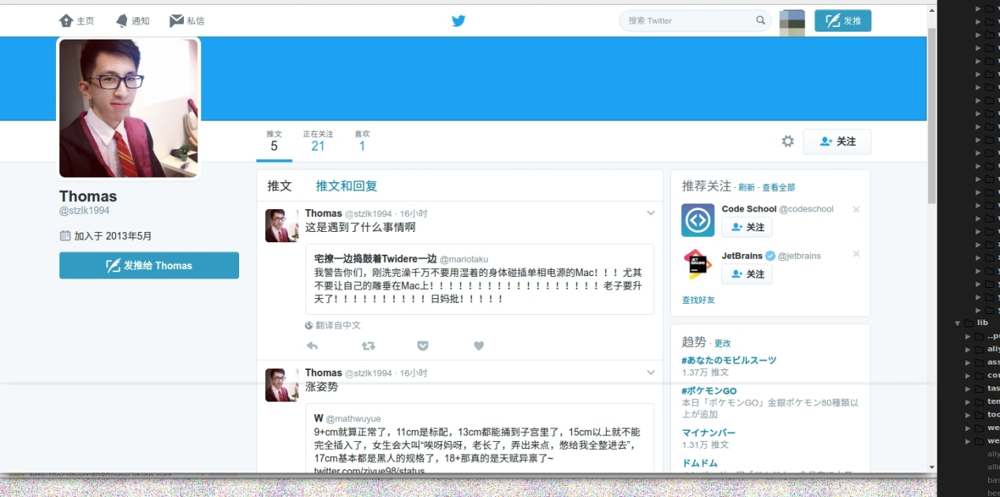 主页 通知 私信 搜索 Twitter 发推
推文 正在关注 喜欢
5 21 1
关注
Thomas
@stzlk1994
加入于 2013年5月
发推给 Thomas
推文 推文和回复
Thomas @stzlk1994 · 16小时
这是遇到了什么事情啊
宅撩一边捣鼓着Twidere一边 @mariotaku
我警告你们，刚洗完澡千万不要用湿着的身体碰插单相电源的Mac！！！尤其
不要让自己的雕垂在Mac上！！！！！！！！！！！！！！！！！！老子要升
天了！！！！！！！！！！日妈批！！！！！
翻译自中文
Thomas @stzlk1994 · 16小时
涨姿势
W @mathwuyue
9+cm就算正常了，11cm是标配，13cm都能捅到子宫里了，15cm以上就不能
完全插入了，女生会大叫“唉呀妈呀，老长了，弄出来点，憋给我全整进去”，
17cm基本都是黑人的规格了，18+那真的是天赋异禀了~
twitter.com/ziyue98/status
推荐关注 · 刷新 · 查看全部
Code School @codeschool
关注
JET
BRAINS
JetBrains @jetbrains
关注
查找好友
趋势 · 更改
#あなたのモビルスーツ
1.37万 推文
#ポケモンGO
本日「ポケモンGO」金銀ポケモン80種類以
上が追加
マイナンバー
1.31万 推文
ドムドム
lib